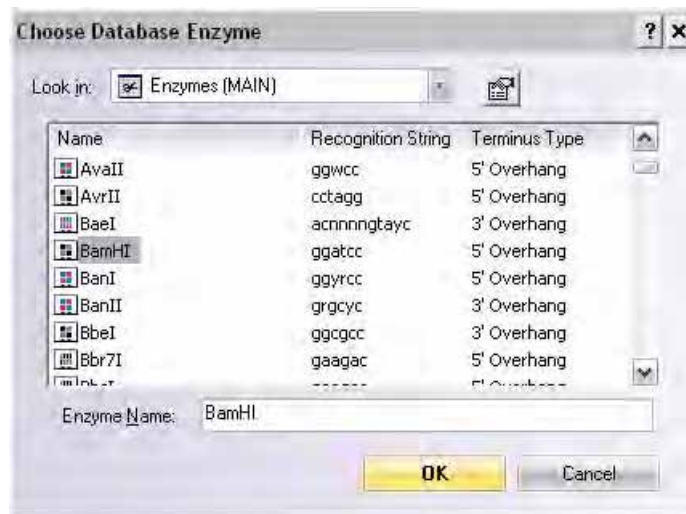 Choose Database Enzyme ? ×
Look in: Enzymes (MAIN)
Name Recognition String Terminus Type
AvaII ggwcc 5' Overhang
AvrII cctagg 5' Overhang
BaeI acnnnngtayc 3' Overhang
BamHI ggatcc 5' Overhang
BanI ggyrcc 5' Overhang
BanII grgcyc 3' Overhang
BbeI ggcgcc 3' Overhang
Bbr7I gaagac 5' Overhang
Enzyme Name: BamHI
OK Cancel